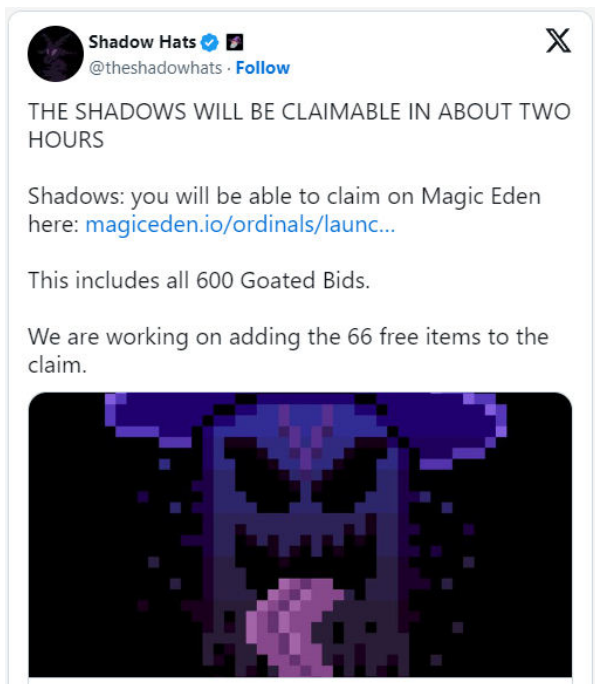 Shadow Hats
@theshadowhats · Follow
THE SHADOWS WILL BE CLAIMABLE IN ABOUT TWO
HOURS
Shadows: you will be able to claim on Magic Eden
here: magiceden.io/ordinals/launc...
This includes all 600 Goated Bids.
We are working on adding the 66 free items to the
claim.